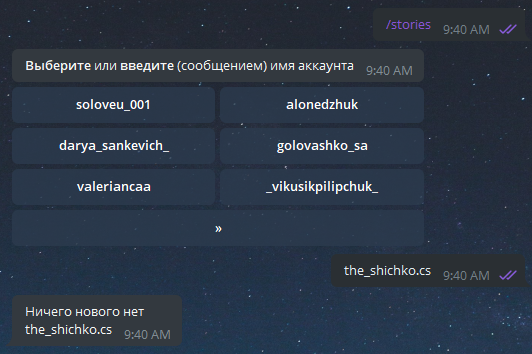 /stories 9:40 AM
Выберите или введите (сообщением) имя аккаунта 9:40 AM
soloveu_001 alonedzhuk
darya_sankevich_ golovashko_sa
valeriancaa _vikusikpilipchuk_
»
the_shichko.cs 9:40 AM
Ничего нового нет
the_shichko.cs 9:40 AM